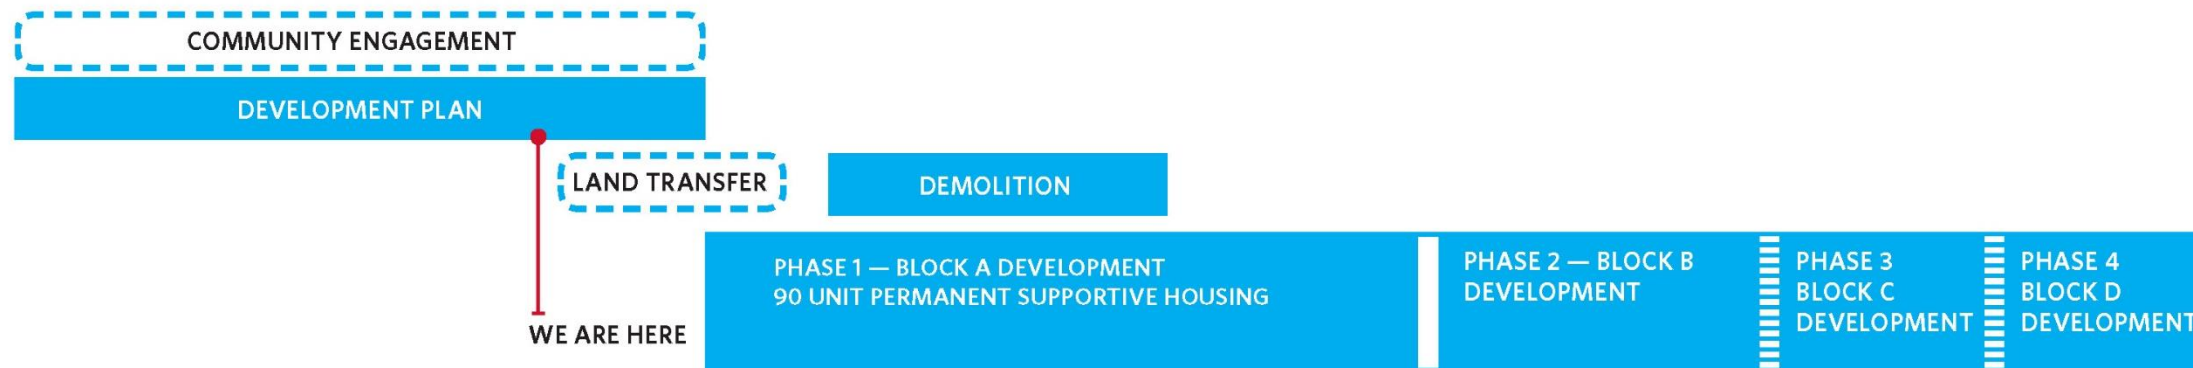 COMMUNITY ENGAGEMENT
DEVELOPMENT PLAN
LAND TRANSFER
DEMOLITION
WE ARE HERE
PHASE 1 — BLOCK A DEVELOPMENT
90 UNIT PERMANENT SUPPORTIVE HOUSING
PHASE 2 — BLOCK B
DEVELOPMENT
PHASE 3
BLOCK C
DEVELOPMENT
PHASE 4
BLOCK D
DEVELOPMENT